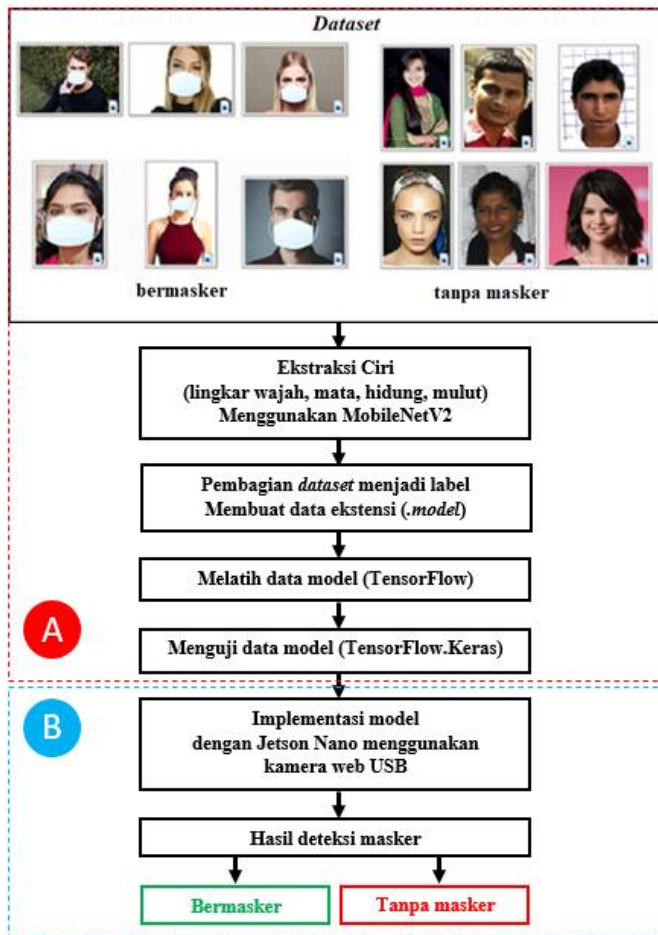 Dataset
bermasker
tanpa masker
Ekstraksi Ciri
(lingkar wajah, mata, hidung, mulut)
Menggunakan MobileNetV2
Pembagian dataset menjadi label
Membuat data ekstensi (.model)
Melatih data model (TensorFlow)
A
Menguji data model (TensorFlow.Keras)
B
Implementasi model
dengan Jetson Nano menggunakan
kamera web USB
Hasil deteksi masker
Bermasker
Tanpa masker